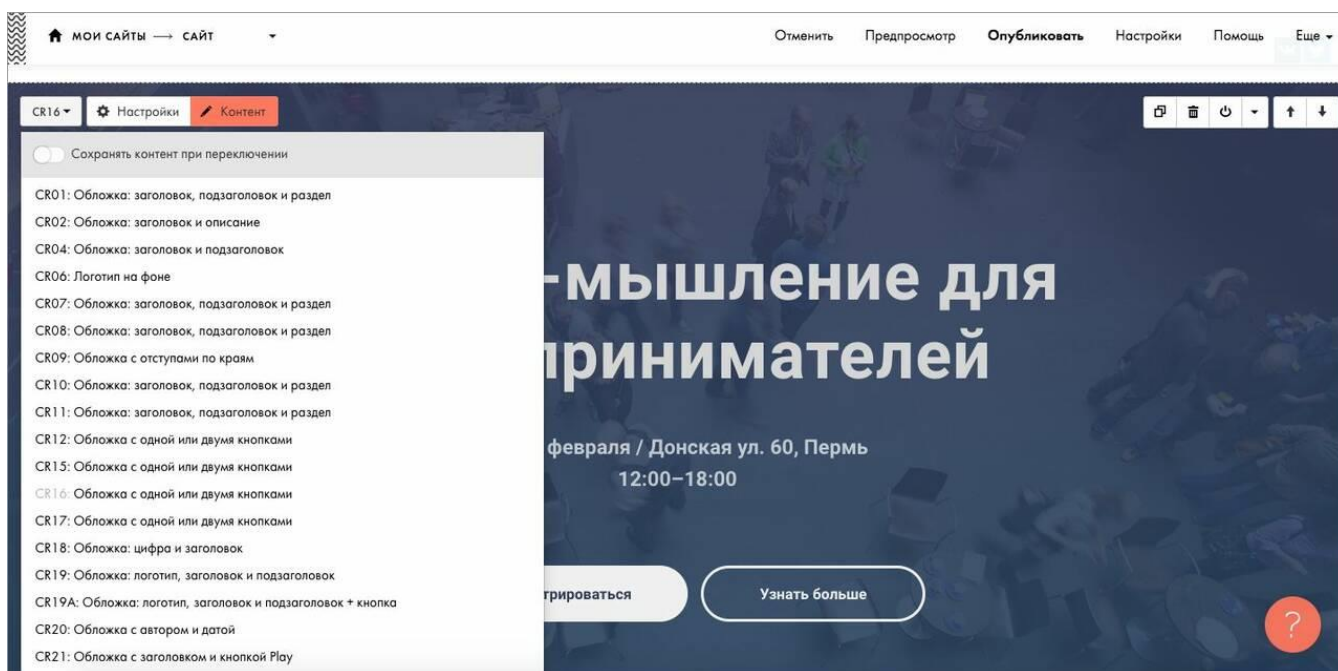 МОИ САЙТЫ → САЙТ
Отменить Предпросмотр Опубликовать Настройки Помощь Еще
CR16 Настройки Контент
Сохранять контент при переключении
CR01: Обложка: заголовок, подзаголовок и раздел
CR02: Обложка: заголовок и описание
CR04: Обложка: заголовок и подзаголовок
CR06: Логотип на фоне
CR07: Обложка: заголовок, подзаголовок и раздел
CR08: Обложка: заголовок, подзаголовок и раздел
CR09: Обложка с отступами по краям
CR10: Обложка: заголовок, подзаголовок и раздел
CR11: Обложка: заголовок, подзаголовок и раздел
CR12: Обложка с одной или двумя кнопками
CR15: Обложка с одной или двумя кнопками
CR16: Обложка с одной или двумя кнопками
CR17: Обложка с одной или двумя кнопками
CR18: Обложка: цифра и заголовок
CR19: Обложка: логотип, заголовок и подзаголовок
CR19A: Обложка: логотип, заголовок и подзаголовок + кнопка
CR20: Обложка с автором и датой
CR21: Обложка с заголовком и кнопкой Play
-мышление для
принимателей
февраля / Донская ул. 60, Пермь
12:00–18:00
трироваться
Узнать больше
?